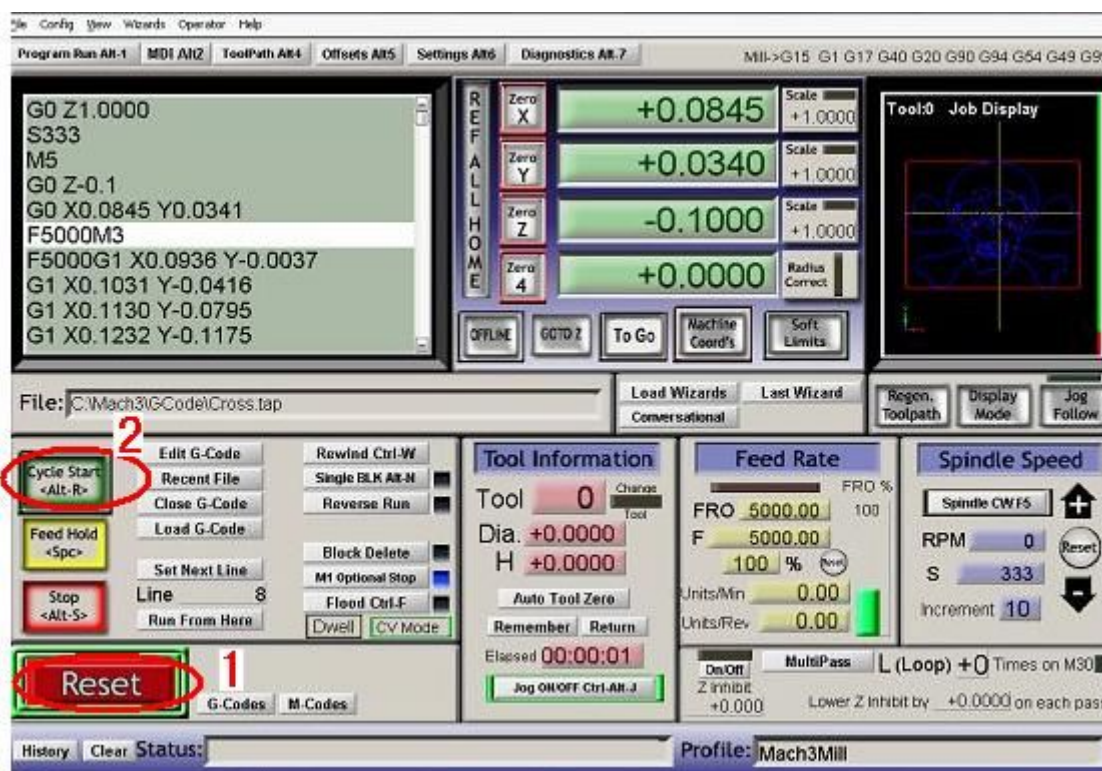 File Config View Wizards Operator Help
Program Run Alt-1 MDI Alt2 ToolPath Alt4 Offsets Alt5 Settings Alt6 Diagnostics Alt-7 Mill->G15 G1 G17 G40 G20 G90 G94 G54 G49 G9
G0 Z1.0000
S333
M5
G0 Z-0.1
G0 X0.0845 Y0.0341
F5000M3
F5000G1 X0.0936 Y-0.0037
G1 X0.1031 Y-0.0416
G1 X0.1130 Y-0.0795
G1 X0.1232 Y-0.1175
REF ALL HOME
Zero X +0.0845 Scale +1.0000
Zero Y +0.0340 Scale +1.0000
Zero Z -0.1000 Scale +1.0000
Zero 4 +0.0000 Radius Correct
OFFLINE GOTO Z To Go Machine Coord's Soft Limits
Tool:0 Job Display
File: C:\Mach3\GCode\Cross.tap
Load Wizards Last Wizard
Conversational
Regen. Toolpath Display Mode Jog Follow
2
Cycle Start <Alt-R>
Feed Hold <Spc>
Stop <Alt-S>
Edit G-Code
Recent File
Close G-Code
Load G-Code
Set Next Line
Line 8
Run From Here
Rewind Ctrl-W
Single BLK Alt-N
Reverse Run
Block Delete
M1 Optional Stop
Flood Ctrl-F
Dwell CV Mode
Reset
1
G-Codes M-Codes
Tool Information
Tool 0 Change Tool
Dia. +0.0000
H +0.0000
Auto Tool Zero
Remember Return
Elapsed 00:00:01
Jog ON/OFF Ctrl-Alt-J
Feed Rate
FRO %
FRO 5000.00 100
F 5000.00
100 % Reset
Units/Min 0.00
Units/Rev 0.00
Spindle Speed
Spindle CW F5
RPM 0 Reset
S 333
Increment 10
On/Off MultiPass L (Loop) +0 Times on M30
Z Inhibit
+0.000 Lower Z Inhibit by +0.0000 on each pas
History Clear Status: Profile: Mach3Mill